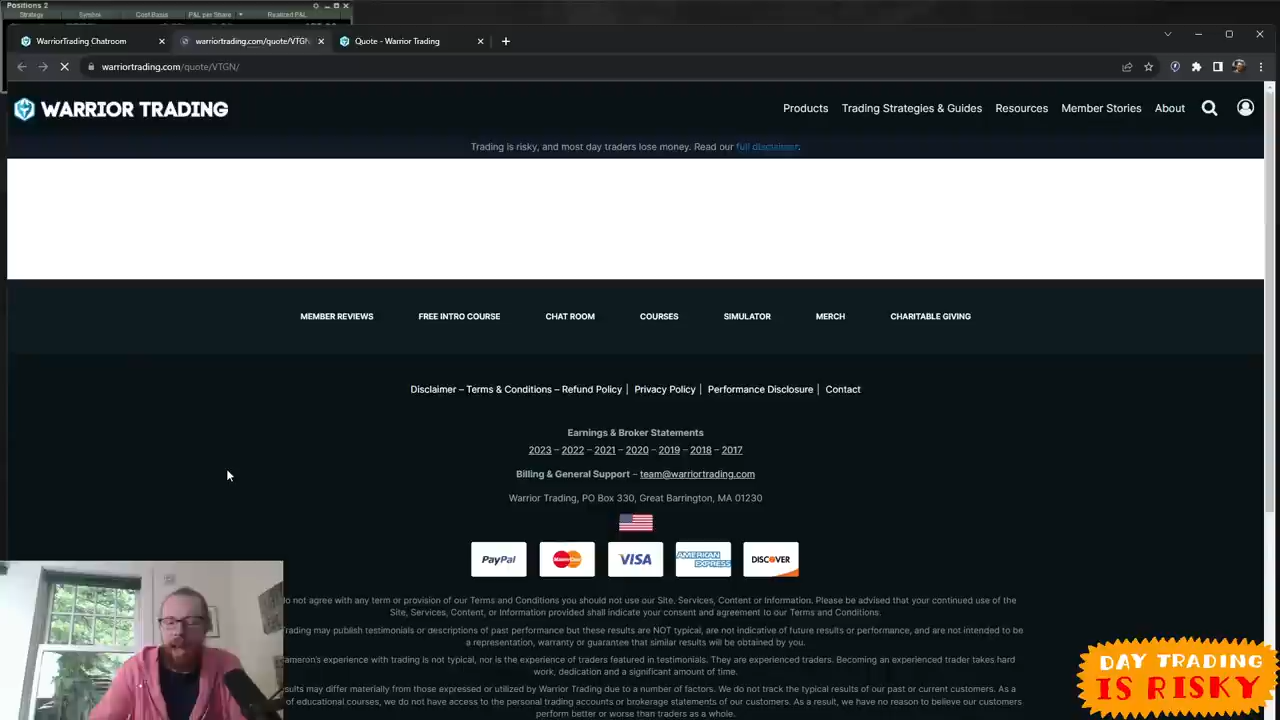 Positions 2
Strategy Symbol Cost Basis P&L per Share Realized P&L
WarriorTrading Chatroom
warriortrading.com/quote/VTGN/
Quote - Warrior Trading
warriortrading.com/quote/VTGN/
WARRIOR TRADING
Products Trading Strategies & Guides Resources Member Stories About
Trading is risky, and most day traders lose money. Read our full disclaimer.
MEMBER REVIEWS FREE INTRO COURSE CHAT ROOM COURSES SIMULATOR MERCH CHARITABLE GIVING
Disclaimer – Terms & Conditions – Refund Policy | Privacy Policy | Performance Disclosure | Contact
Earnings & Broker Statements
2023 – 2022 – 2021 – 2020 – 2019 – 2018 – 2017
Billing & General Support – team@warriortrading.com
Warrior Trading, PO Box 330, Great Barrington, MA 01230
PayPal MasterCard VISA AMERICAN EXPRESS DISCOVER
do not agree with any term or provision of our Terms and Conditions you should not use our Site, Services, Content or Information. Please be advised that your continued use of the
Site, Services, Content, or Information provided shall indicate your consent and agreement to our Terms and Conditions.
Trading may publish testimonials or descriptions of past performance but these results are NOT typical, are not indicative of future results or performance, and are not intended to
be a representation, warranty or guarantee that similar results will be obtained by you.
Cameron's experience with trading is not typical, nor is the experience of traders featured in testimonials. They are experienced traders. Becoming an experienced trader takes hard
work, dedication and a significant amount of time.
results may differ materially from those expressed or utilized by Warrior Trading due to a number of factors. We do not track the typical results of our past or current customers. As a
of educational courses, we do not have access to the personal trading accounts or brokerage statements of our customers. As a result, we have no reason to believe our customers
perform better or worse than traders as a whole.
DAY TRADING
IS RISKY